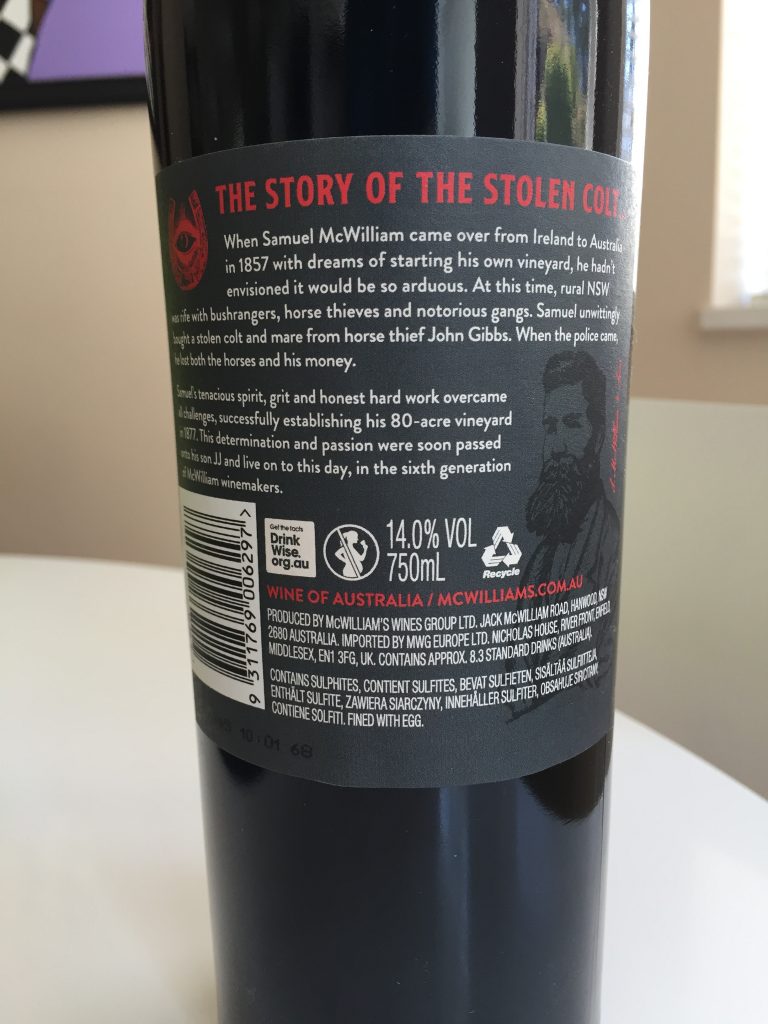 THE STORY OF THE STOLEN COLT...
When Samuel McWilliam came over from Ireland to Australia
in 1857 with dreams of starting his own vineyard, he hadn't
envisioned it would be so arduous. At this time, rural NSW
was rife with bushrangers, horse thieves and notorious gangs. Samuel unwittingly
bought a stolen colt and mare from horse thief John Gibbs. When the police came,
he lost both the horses and his money.
Samuel's tenacious spirit, grit and honest hard work overcame
all challenges, successfully establishing his 80-acre vineyard
in 1877. This determination and passion were soon passed
onto his son JJ and live on to this day, in the sixth generation
of McWilliam winemakers.
Get the facts
Drink
Wise.
org.au
14.0% VOL
750mL
Recycle
WINE OF AUSTRALIA / MCWILLIAMS.COM.AU
PRODUCED BY McWILLIAM'S WINES GROUP LTD. JACK McWILLIAM ROAD, HANWOOD, NSW
2680 AUSTRALIA. IMPORTED BY MWG EUROPE LTD. NICHOLAS HOUSE, RIVER FRONT, ENFIELD,
MIDDLESEX, EN1 3FG, UK. CONTAINS APPROX. 8.3 STANDARD DRINKS (AUSTRALIA).
CONTAINS SULPHITES, CONTIENT SULFITES, BEVAT SULFIETEN, SISÄLTÄÄ SULFIITTEJA,
ENTHÄLT SULFITE, ZAWIERA SIARCZYNY, INNEHÅLLER SULFITER, OBSAHUJE SIRICITANY,
CONTIENE SOLFITI. FINED WITH EGG.
9 311769 006297 >
10:01 68